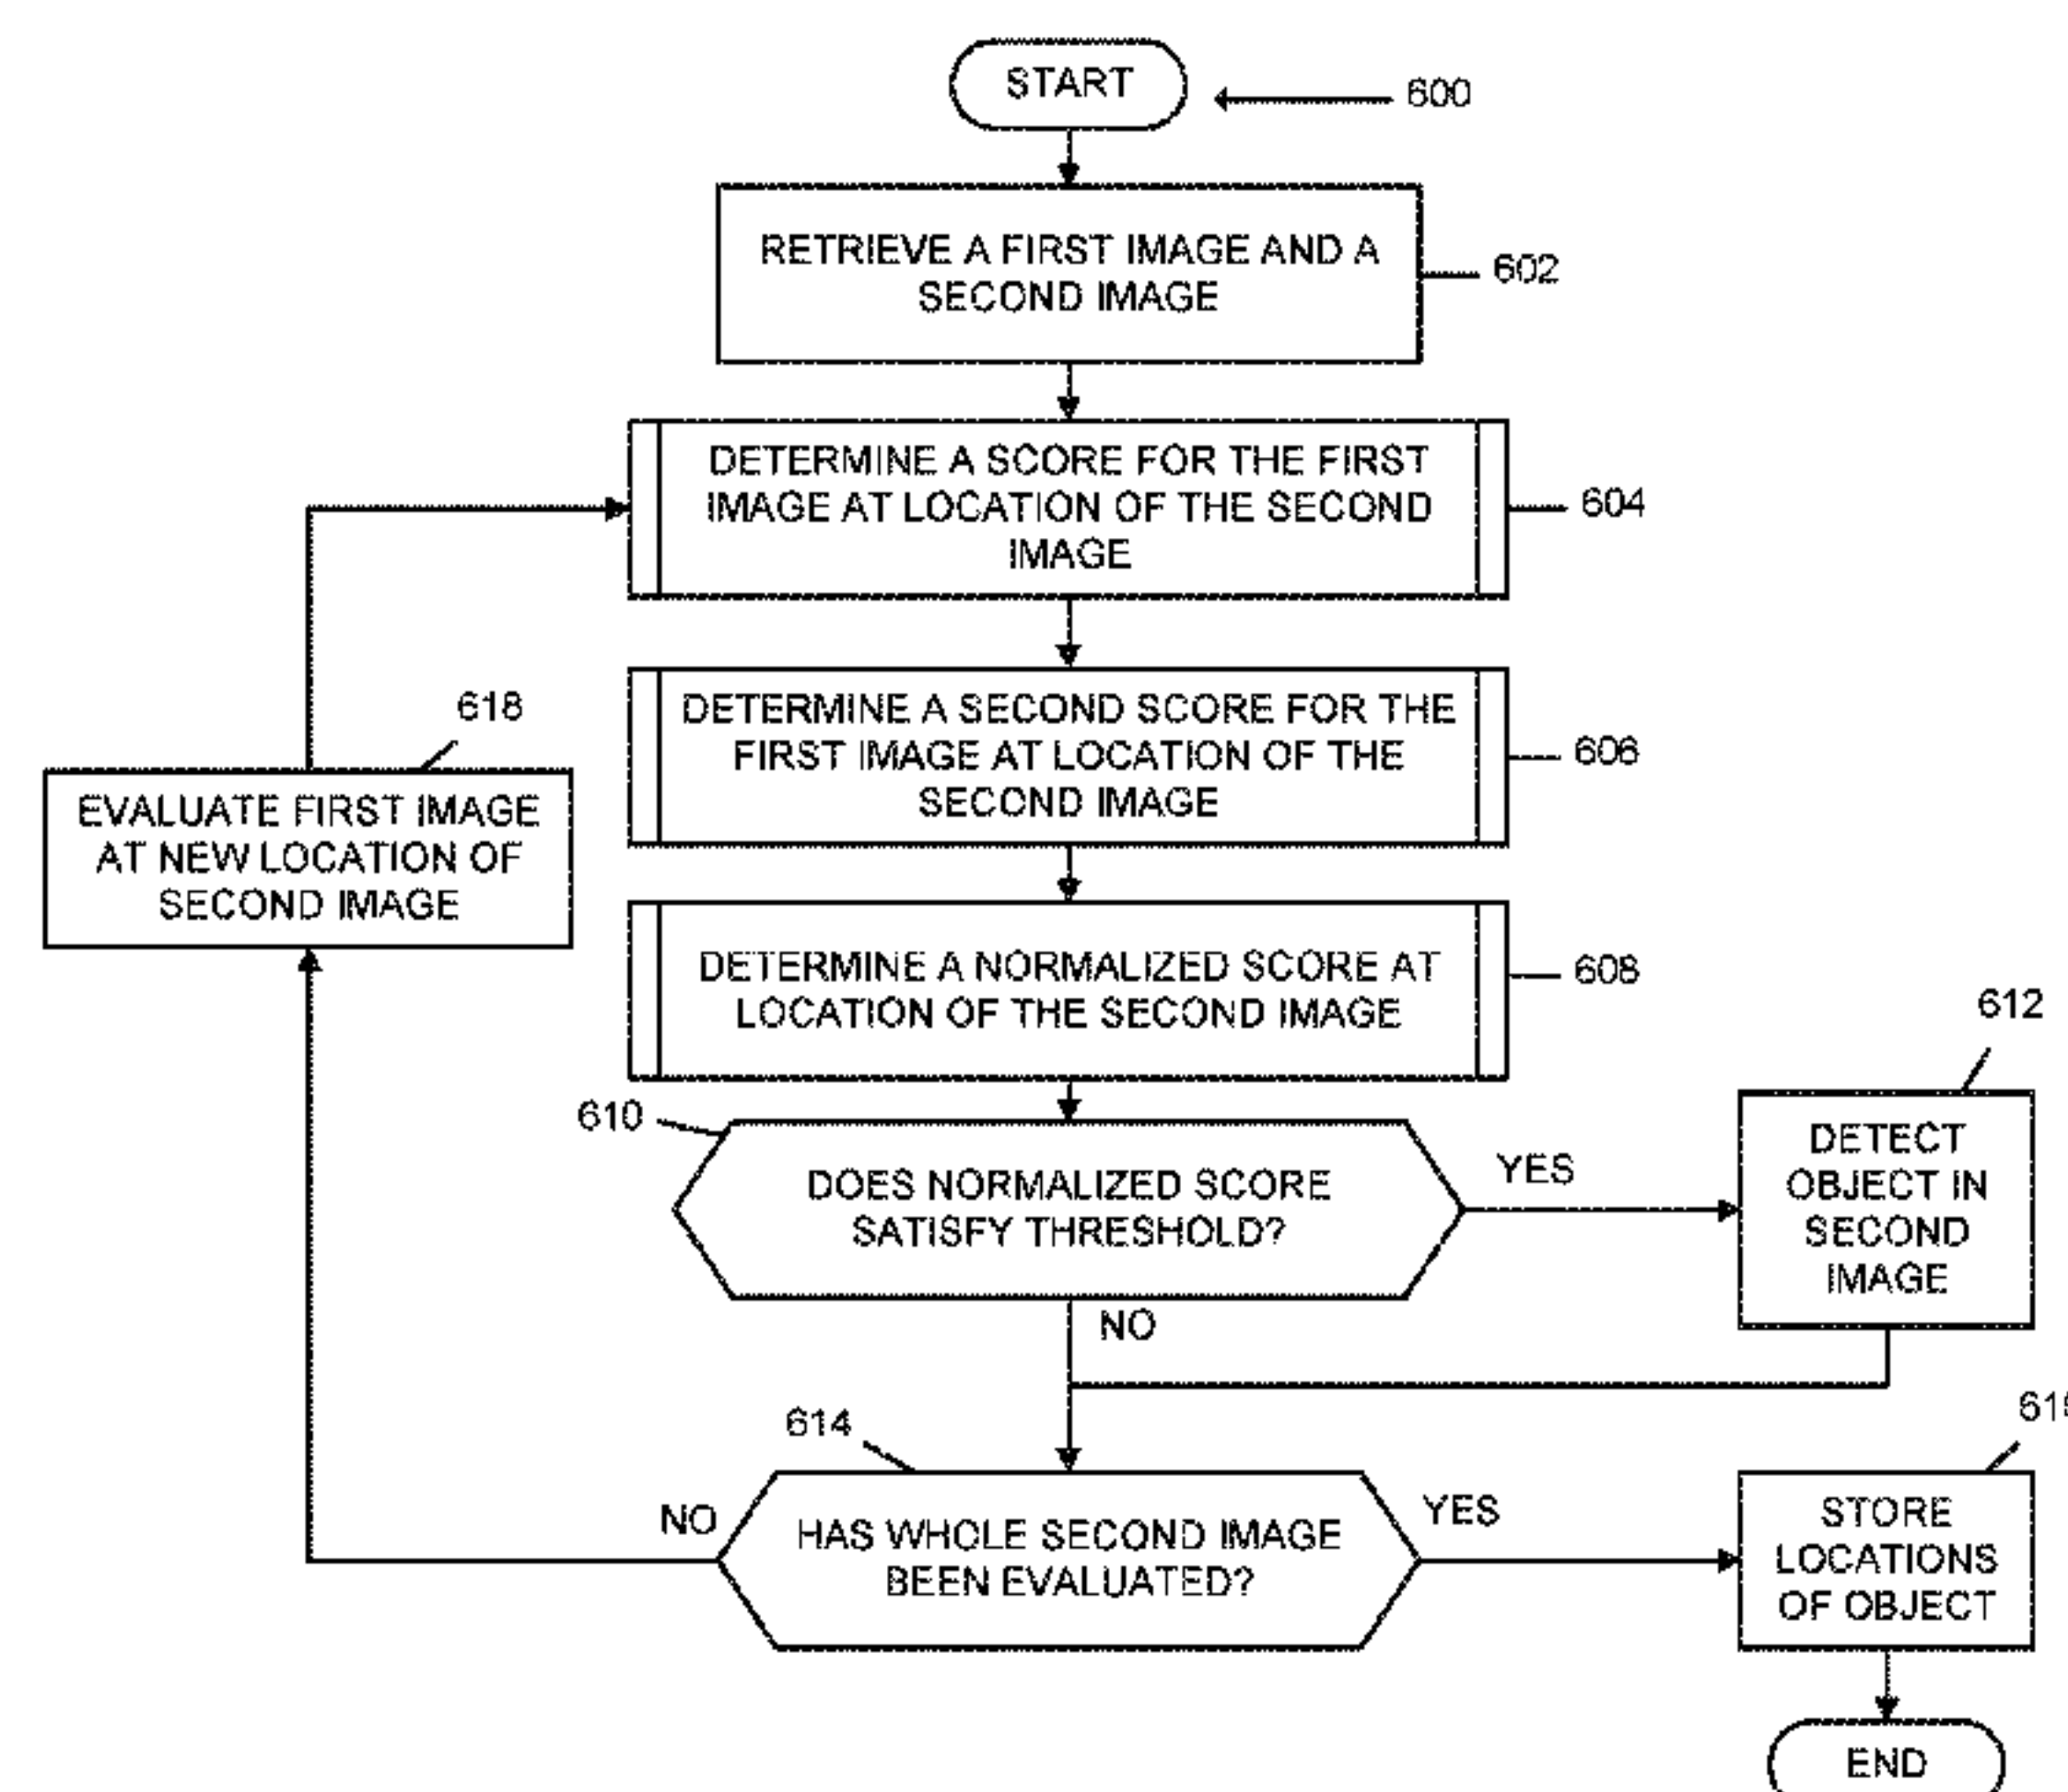 START
600
RETRIEVE A FIRST IMAGE AND A
SECOND IMAGE
602
DETERMINE A SCORE FOR THE FIRST
IMAGE AT LOCATION OF THE SECOND
IMAGE
604
618
EVALUATE FIRST IMAGE
AT NEW LOCATION OF
SECOND IMAGE
DETERMINE A SECOND SCORE FOR THE
FIRST IMAGE AT LOCATION OF THE
SECOND IMAGE
606
DETERMINE A NORMALIZED SCORE AT
LOCATION OF THE SECOND IMAGE
608
610
DOES NORMALIZED SCORE
SATISFY THRESHOLD?
YES
NO
612
DETECT
OBJECT IN
SECOND
IMAGE
614
HAS WHOLE SECOND IMAGE
BEEN EVALUATED?
NO
YES
STORE
LOCATIONS
OF OBJECT
END